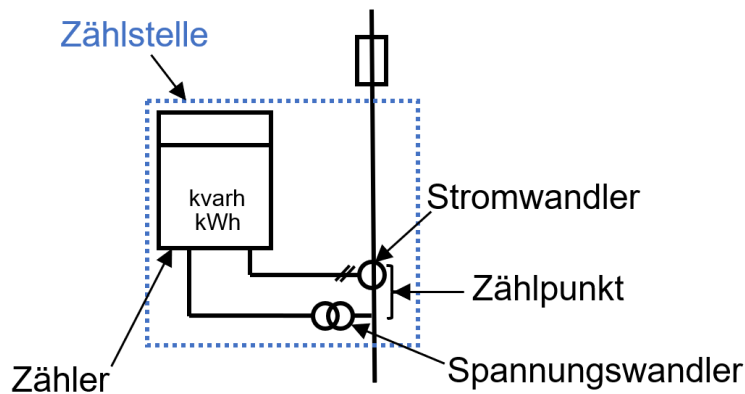 Zählstelle
kvarh
kWh
Stromwandler
Zählpunkt
Spannungswandler
Zähler